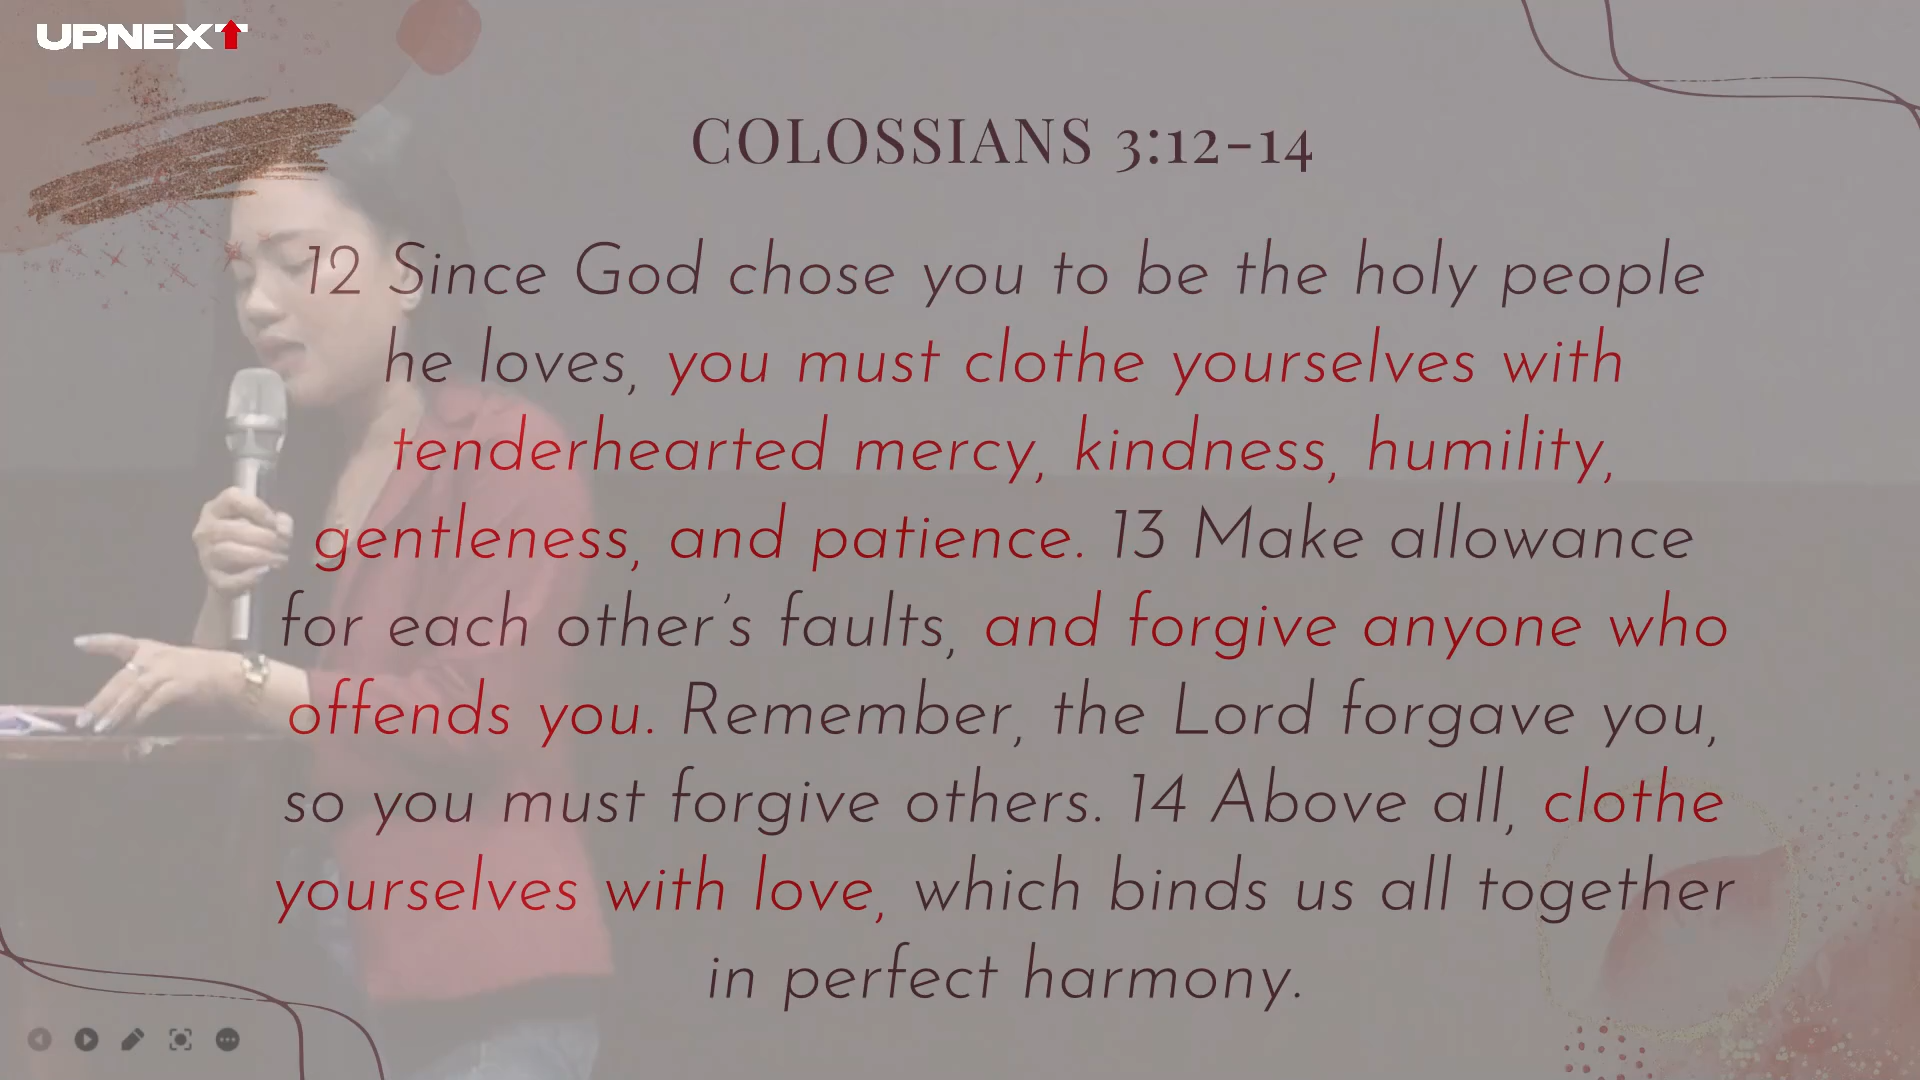 UPNEXT
COLOSSIANS 3:12-14
12 Since God chose you to be the holy people
he loves, you must clothe yourselves with
tenderhearted mercy, kindness, humility,
gentleness, and patience. 13 Make allowance
for each other's faults, and forgive anyone who
offends you. Remember, the Lord forgave you,
so you must forgive others. 14 Above all, clothe
yourselves with love, which binds us all together
in perfect harmony.